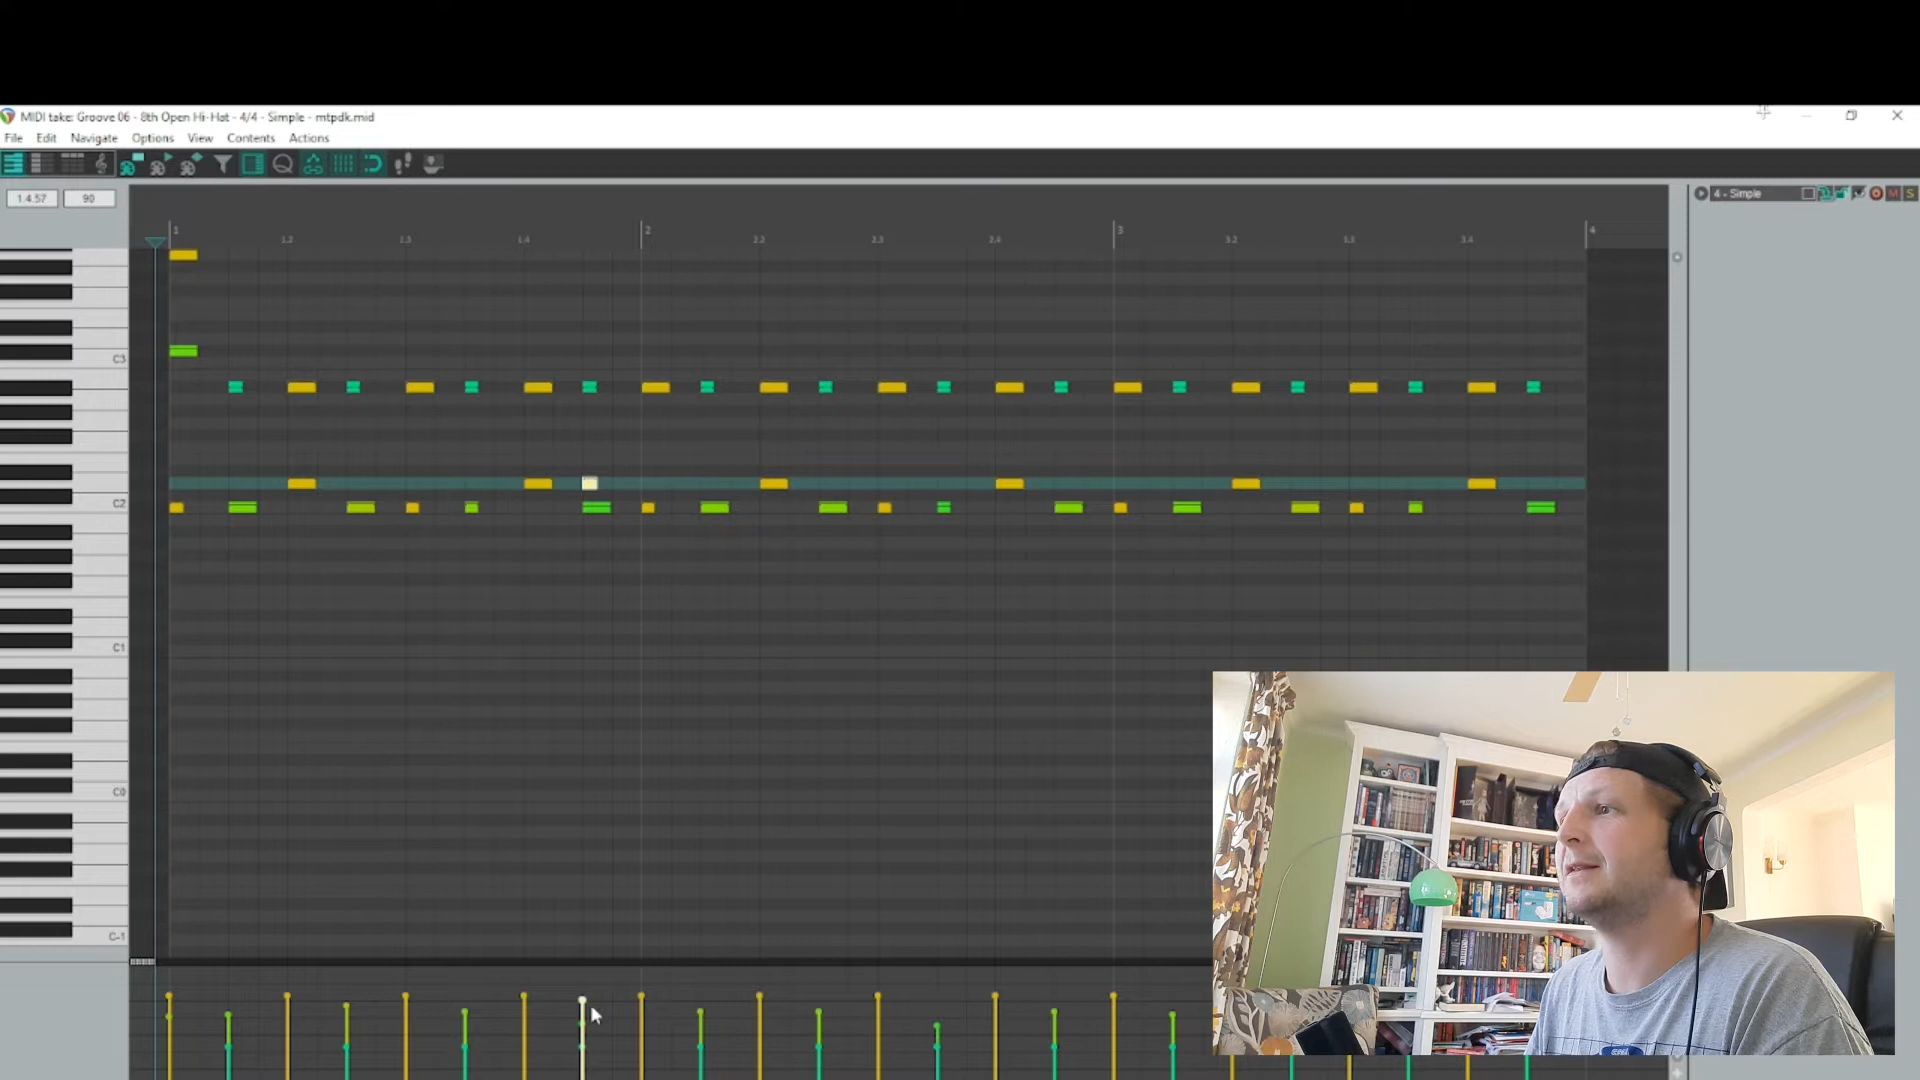 MIDI take: Groove 06 - 8th Open Hi-Hat - 4/4 - Simple - mtpdk.mid
File Edit Navigate Options View Contents Actions
1.4.57 90
4 - Simple M S
1 2 3 4
1.2 1.3 1.4 2.2 2.3 2.4 3.2 3.3 3.4
C3
C2
C1
C0
C-1